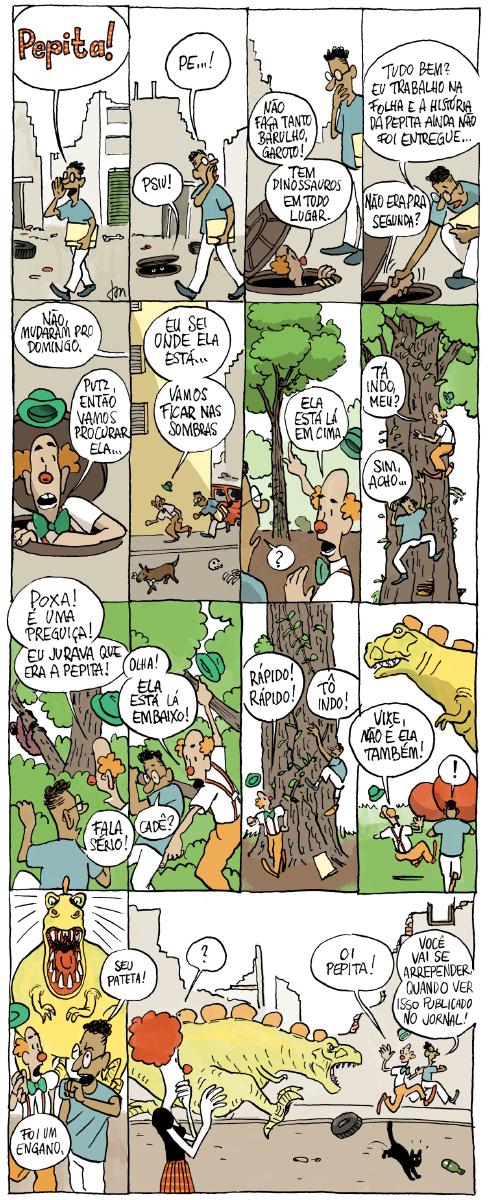 Pepita!
PE...!
PSIU!
NÃO
FAÇA TANTO
BARULHO,
GAROTO!
TEM
DINOSSAUROS
EM TODO
LUGAR.
TUDO BEM?
EU TRABALHO NA
FOLHA E A HISTÓRIA
DA PEPITA AINDA NÃO
FOI ENTREGUE...
NÃO ERA PRA
SEGUNDA?
NÃO,
MUDARAM PRO
DOMINGO.
PUTZ,
ENTÃO
VAMOS
PROCURAR
ELA...
EU SEI
ONDE ELA
ESTÁ...
VAMOS
FICAR NAS
SOMBRAS
ELA
ESTÁ LÁ
EM CIMA.
?
TÁ
INDO,
MEU?
SIM,
ACHO...
POXA!
É UMA
PREGUIÇA!
EU JURAVA QUE
ERA A PEPITA!
FALA
SÉRIO!
OLHA!
ELA
ESTÁ LÁ
EMBAIXO!
CADÊ?
RÁPIDO!
RÁPIDO!
TÔ
INDO!
VIXE,
NÃO É ELA
TAMBÉM!
!
SEU
PATETA!
FOI UM
ENGANO.
?
OI
PEPITA!
VOCÊ
VAI SE
ARREPENDER
QUANDO VER
ISSO PUBLICADO
NO JORNAL!